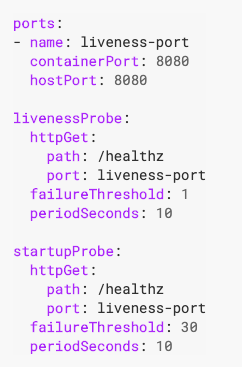 ports:
- name: liveness-port
  containerPort: 8080
  hostPort: 8080

livenessProbe:
  httpGet:
    path: /healthz
    port: liveness-port
  failureThreshold: 1
  periodSeconds: 10

startupProbe:
  httpGet:
    path: /healthz
    port: liveness-port
  failureThreshold: 30
  periodSeconds: 10